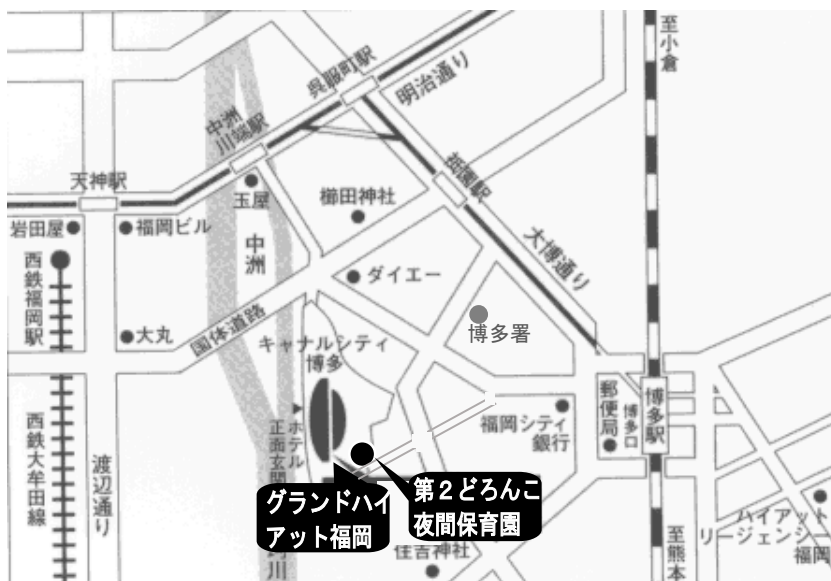 至小倉
呉服町駅
明治通り
中洲
川端駅
祇園駅
天神駅
玉屋
櫛田神社
岩田屋
福岡ビル
中洲
大博通り
西鉄福岡駅
ダイエー
国体道路
大丸
博多署
キャナルシティ
博多
ホテル
正面玄関
福岡シティ
銀行
郵便局
博多口
博多駅
西鉄大牟田線
渡辺通り
グランドハイ
アット福岡
第2どろんこ
夜間保育園
住吉神社
川
至熊本
ハイアット
リージェンシー
福岡